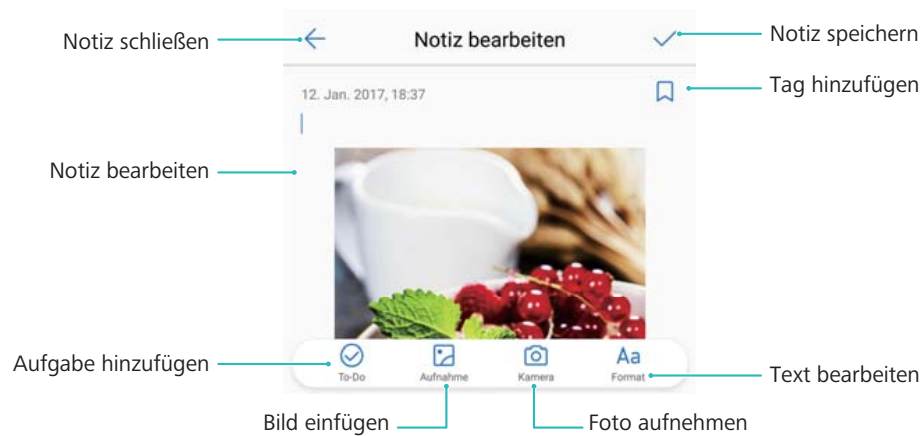 Notiz schließen
Notiz bearbeiten
Notiz speichern
12. Jan. 2017, 18:37
Tag hinzufügen
Notiz bearbeiten
Aufgabe hinzufügen
To-Do
Aufnahme
Kamera
Aa
Format
Text bearbeiten
Bild einfügen
Foto aufnehmen